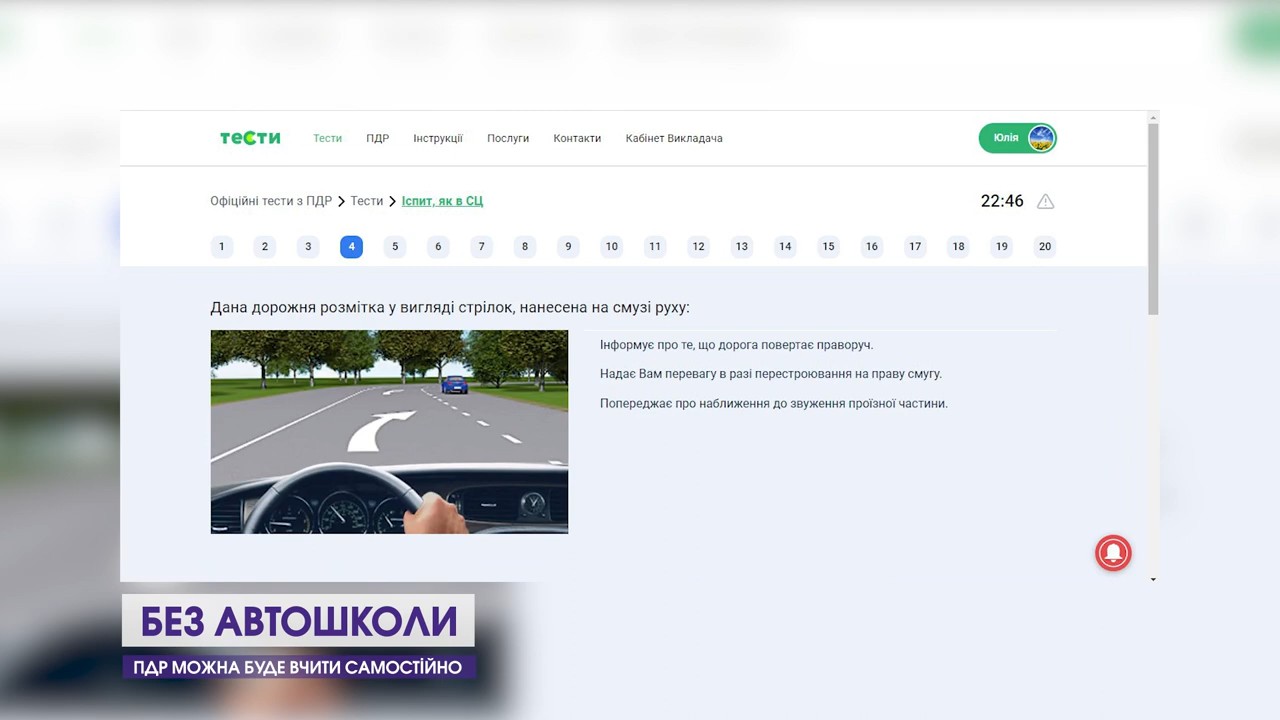 тести
Тести ПДР Інструкції Послуги Контакти Кабінет Викладача
Юлія
Офіційні тести з ПДР Тести Іспит, як в СЦ
22:46
1 2 3 4 5 6 7 8 9 10 11 12 13 14 15 16 17 18 19 20
Дана дорожня розмітка у вигляді стрілок, нанесена на смузі руху:
Інформує про те, що дорога повертає праворуч.
Надає Вам перевагу в разі перестроювання на праву смугу.
Попереджає про наближення до звуження проїзної частини.
БЕЗ АВТОШКОЛИ
ПДР МОЖНА БУДЕ ВЧИТИ САМОСТІЙНО